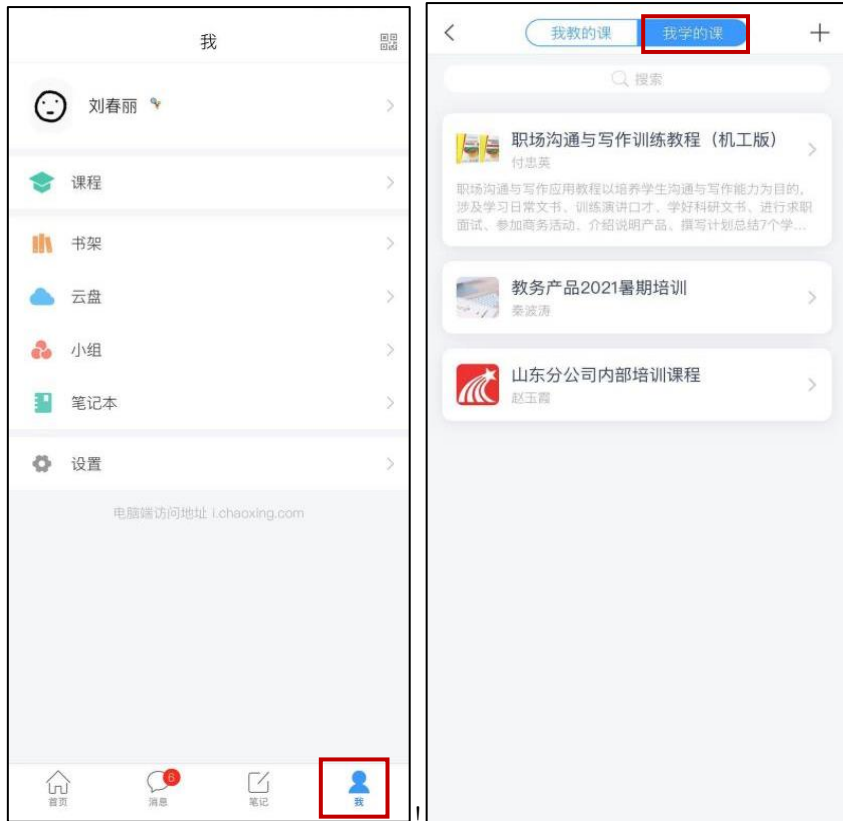 我
刘春丽
课程
书架
云盘
小组
笔记本
设置
电脑端访问地址 i.chaoxing.com
首页
6
消息
笔记
我
!
我教的课
我学的课
搜索
职场沟通与写作训练教程（机工版）
付忠英
职场沟通与写作应用教程以培养学生沟通与写作能力为目的，
涉及学习日常文书、训练演讲口才、学好科研文书、进行求职
面试、参加商务活动、介绍说明产品、撰写计划总结7个学...
教务产品2021暑期培训
秦波涛
山东分公司内部培训课程
赵玉霞